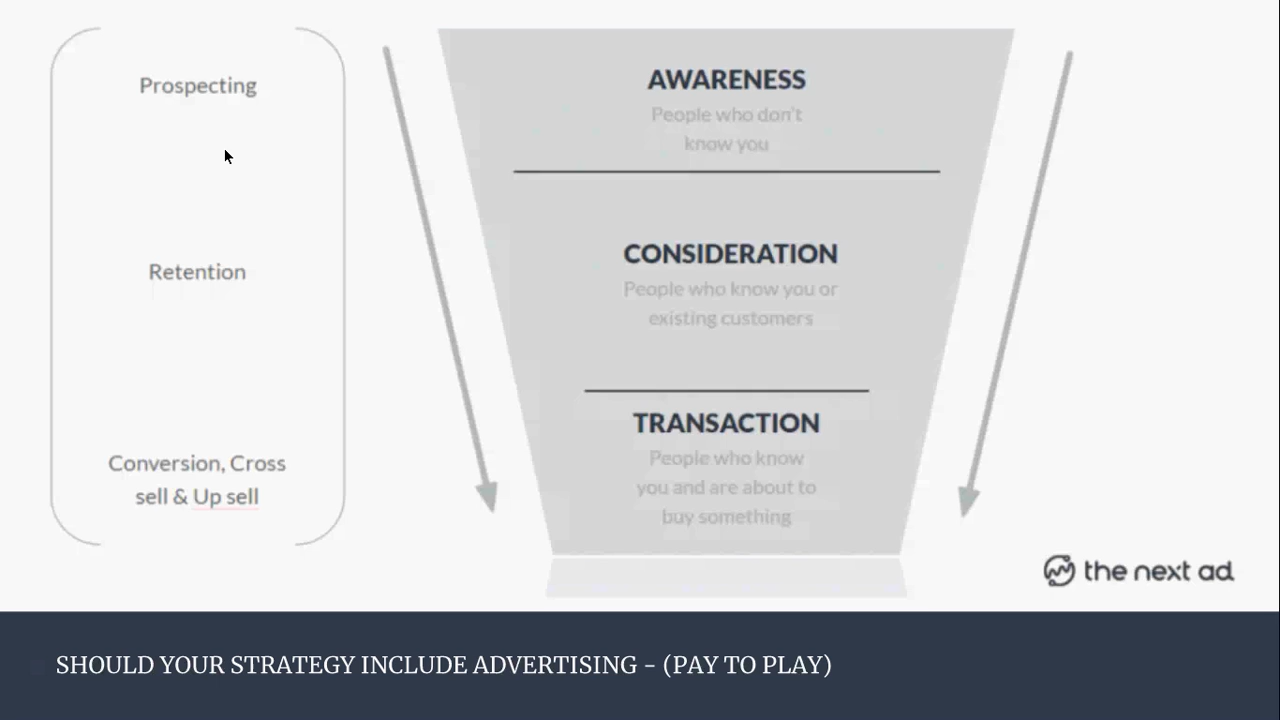 Prospecting
Retention
Conversion, Cross
sell & Up sell
AWARENESS
People who don't
know you
CONSIDERATION
People who know you or
existing customers
TRANSACTION
People who know
you and are about to
buy something
the next ad
SHOULD YOUR STRATEGY INCLUDE ADVERTISING – (PAY TO PLAY)